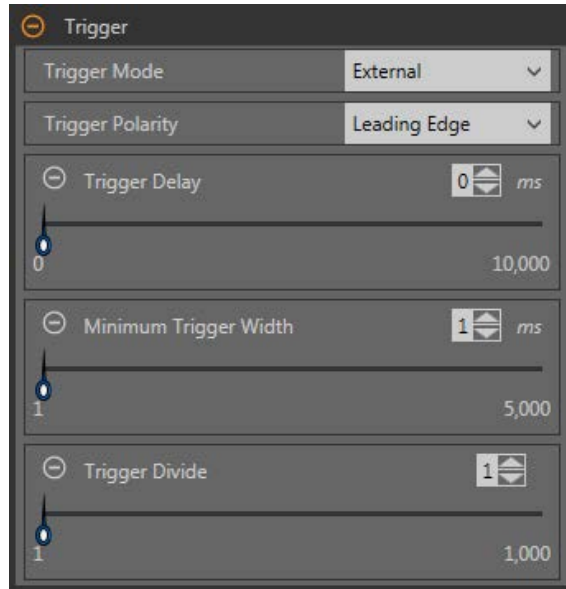 Trigger
Trigger Mode External
Trigger Polarity Leading Edge
Trigger Delay 0 ms
0 10,000
Minimum Trigger Width 1 ms
1 5,000
Trigger Divide 1
1 1,000